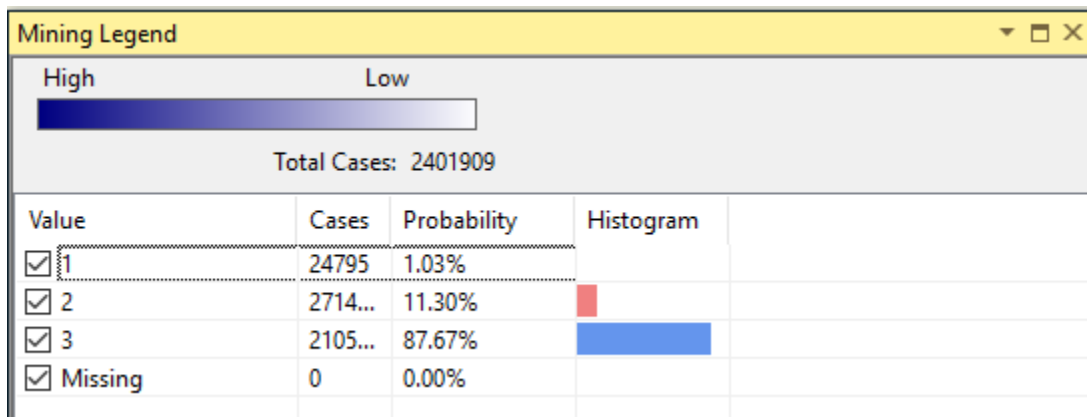 Mining Legend
High Low
Total Cases: 2401909
Value Cases Probability Histogram
1 24795 1.03%
2 2714... 11.30%
3 2105... 87.67%
Missing 0 0.00%